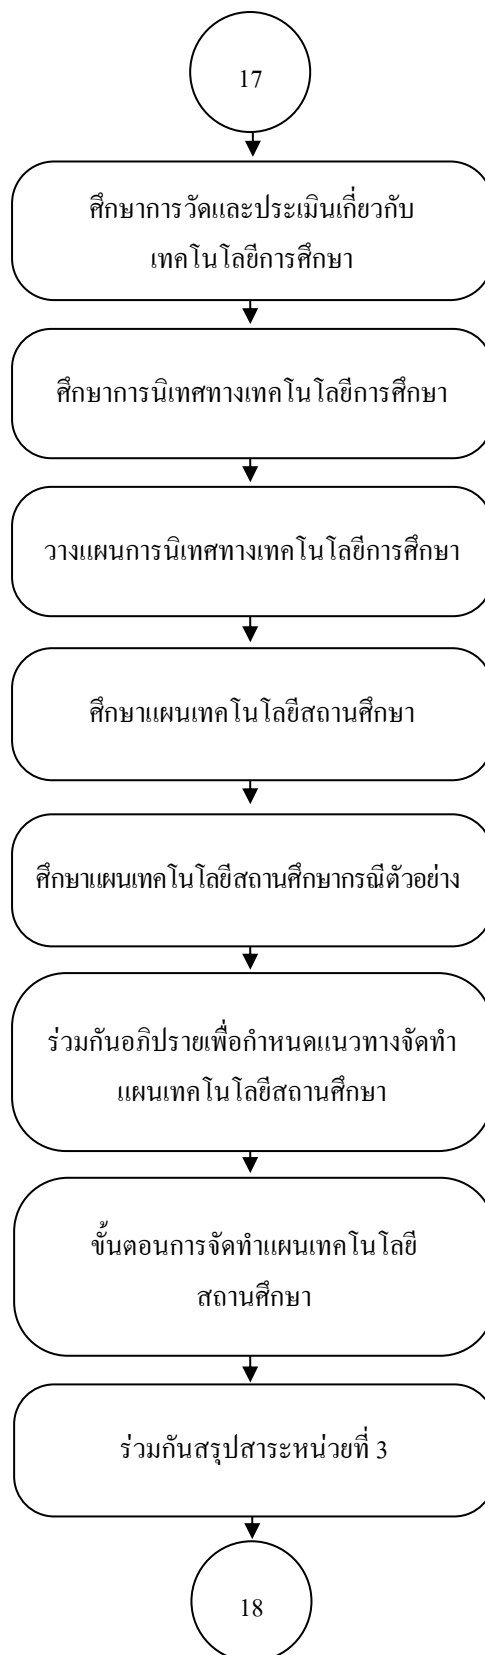 17
ศึกษาการวัดและประเมินเกี่ยวกับ
เทคโนโลยีการศึกษา
ศึกษาการนิเทศทางเทคโนโลยีการศึกษา
วางแผนการนิเทศทางเทคโนโลยีการศึกษา
ศึกษาแผนเทคโนโลยีสถานศึกษา
ศึกษาแผนเทคโนโลยีสถานศึกษากรณีตัวอย่าง
ร่วมกันอภิปรายเพื่อกำหนดแนวทางจัดทำ
แผนเทคโนโลยีสถานศึกษา
ขั้นตอนการจัดทำแผนเทคโนโลยี
สถานศึกษา
ร่วมกันสรุปสาระหน่วยที่ 3
18